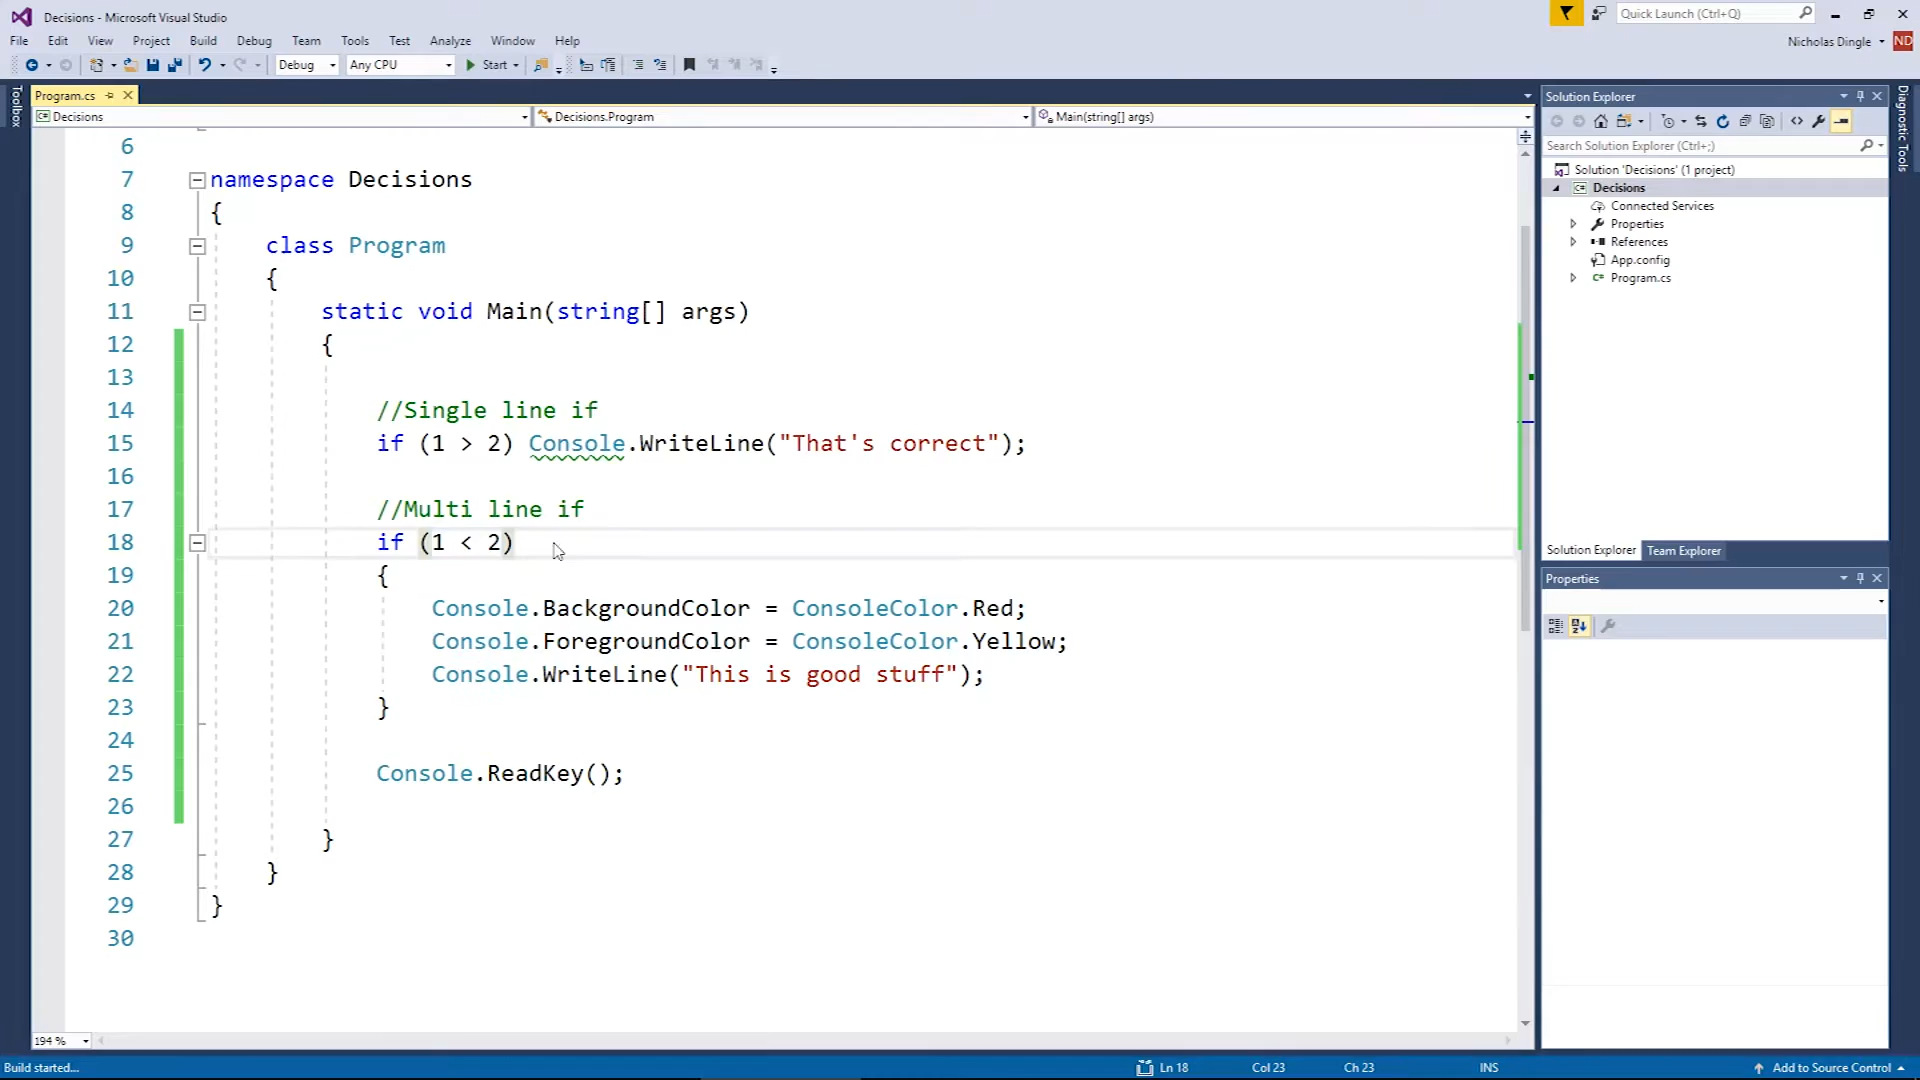 Decisions - Microsoft Visual Studio
Quick Launch (Ctrl+Q)
File Edit View Project Build Debug Team Tools Test Analyze Window Help
Nicholas Dingle ND
Debug Any CPU Start
Toolbox
Program.cs
Decisions Decisions.Program Main(string[] args)
6
7 namespace Decisions
8 {
9 class Program
10 {
11 static void Main(string[] args)
12 {
13
14 //Single line if
15 if (1 > 2) Console.WriteLine("That's correct");
16
17 //Multi line if
18 if (1 < 2)
19 {
20 Console.BackgroundColor = ConsoleColor.Red;
21 Console.ForegroundColor = ConsoleColor.Yellow;
22 Console.WriteLine("This is good stuff");
23 }
24
25 Console.ReadKey();
26
27 }
28 }
29 }
30
194 %
Solution Explorer
Search Solution Explorer (Ctrl+;)
Solution 'Decisions' (1 project)
Decisions
Connected Services
Properties
References
App.config
Program.cs
Solution Explorer Team Explorer
Properties
Diagnostic Tools
Build started... Ln 18 Col 23 Ch 23 INS Add to Source Control